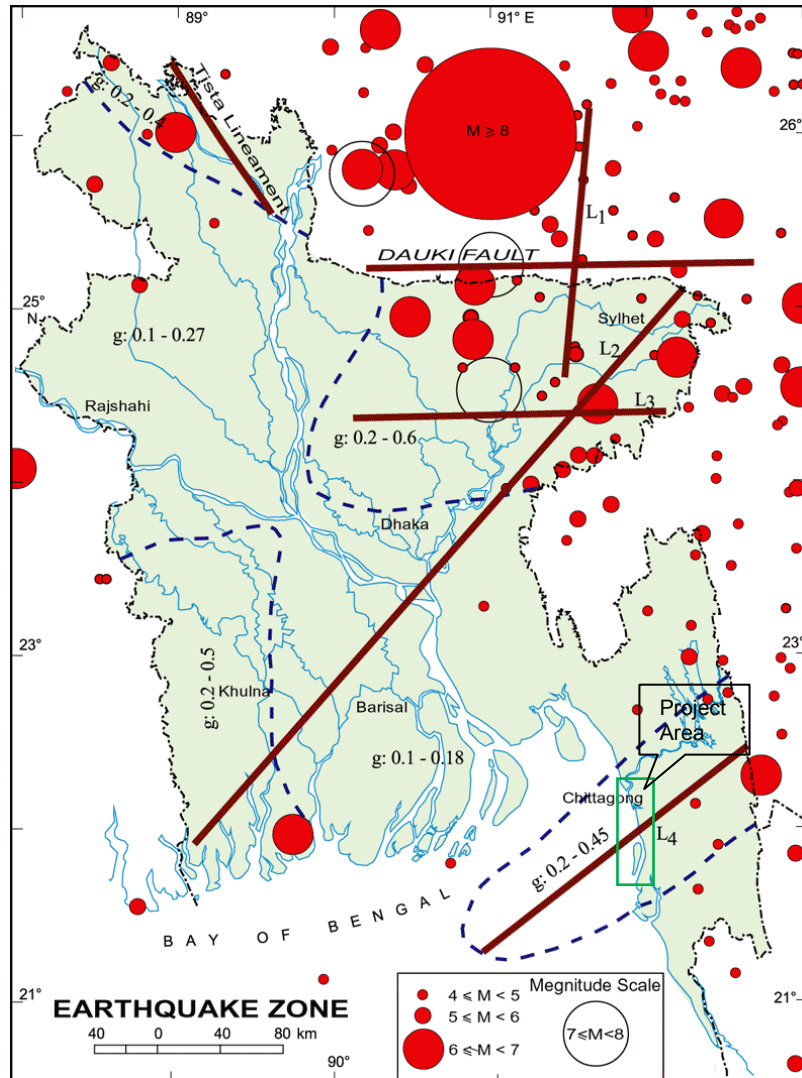 89°
91° E
Tista Lineament
g: 0.2 - 0.4
M ⩾ 8
26°
L1
DAUKI FAULT
25°
N
Sylhet
g: 0.1 - 0.27
L2
Rajshahi
L3
g: 0.2 - 0.6
Dhaka
23°
23°
g: 0.2 - 0.5
Khulna
Barisal
Project
Area
g: 0.1 - 0.18
Chittagong
L4
g: 0.2 - 0.45
BAY OF BENGAL
21°
21°
EARTHQUAKE ZONE
40 0 40 80 km
90°
Megnitude Scale
4 ⩽ M < 5
5 ⩽ M < 6
6 ⩽ M < 7
7⩽M<8